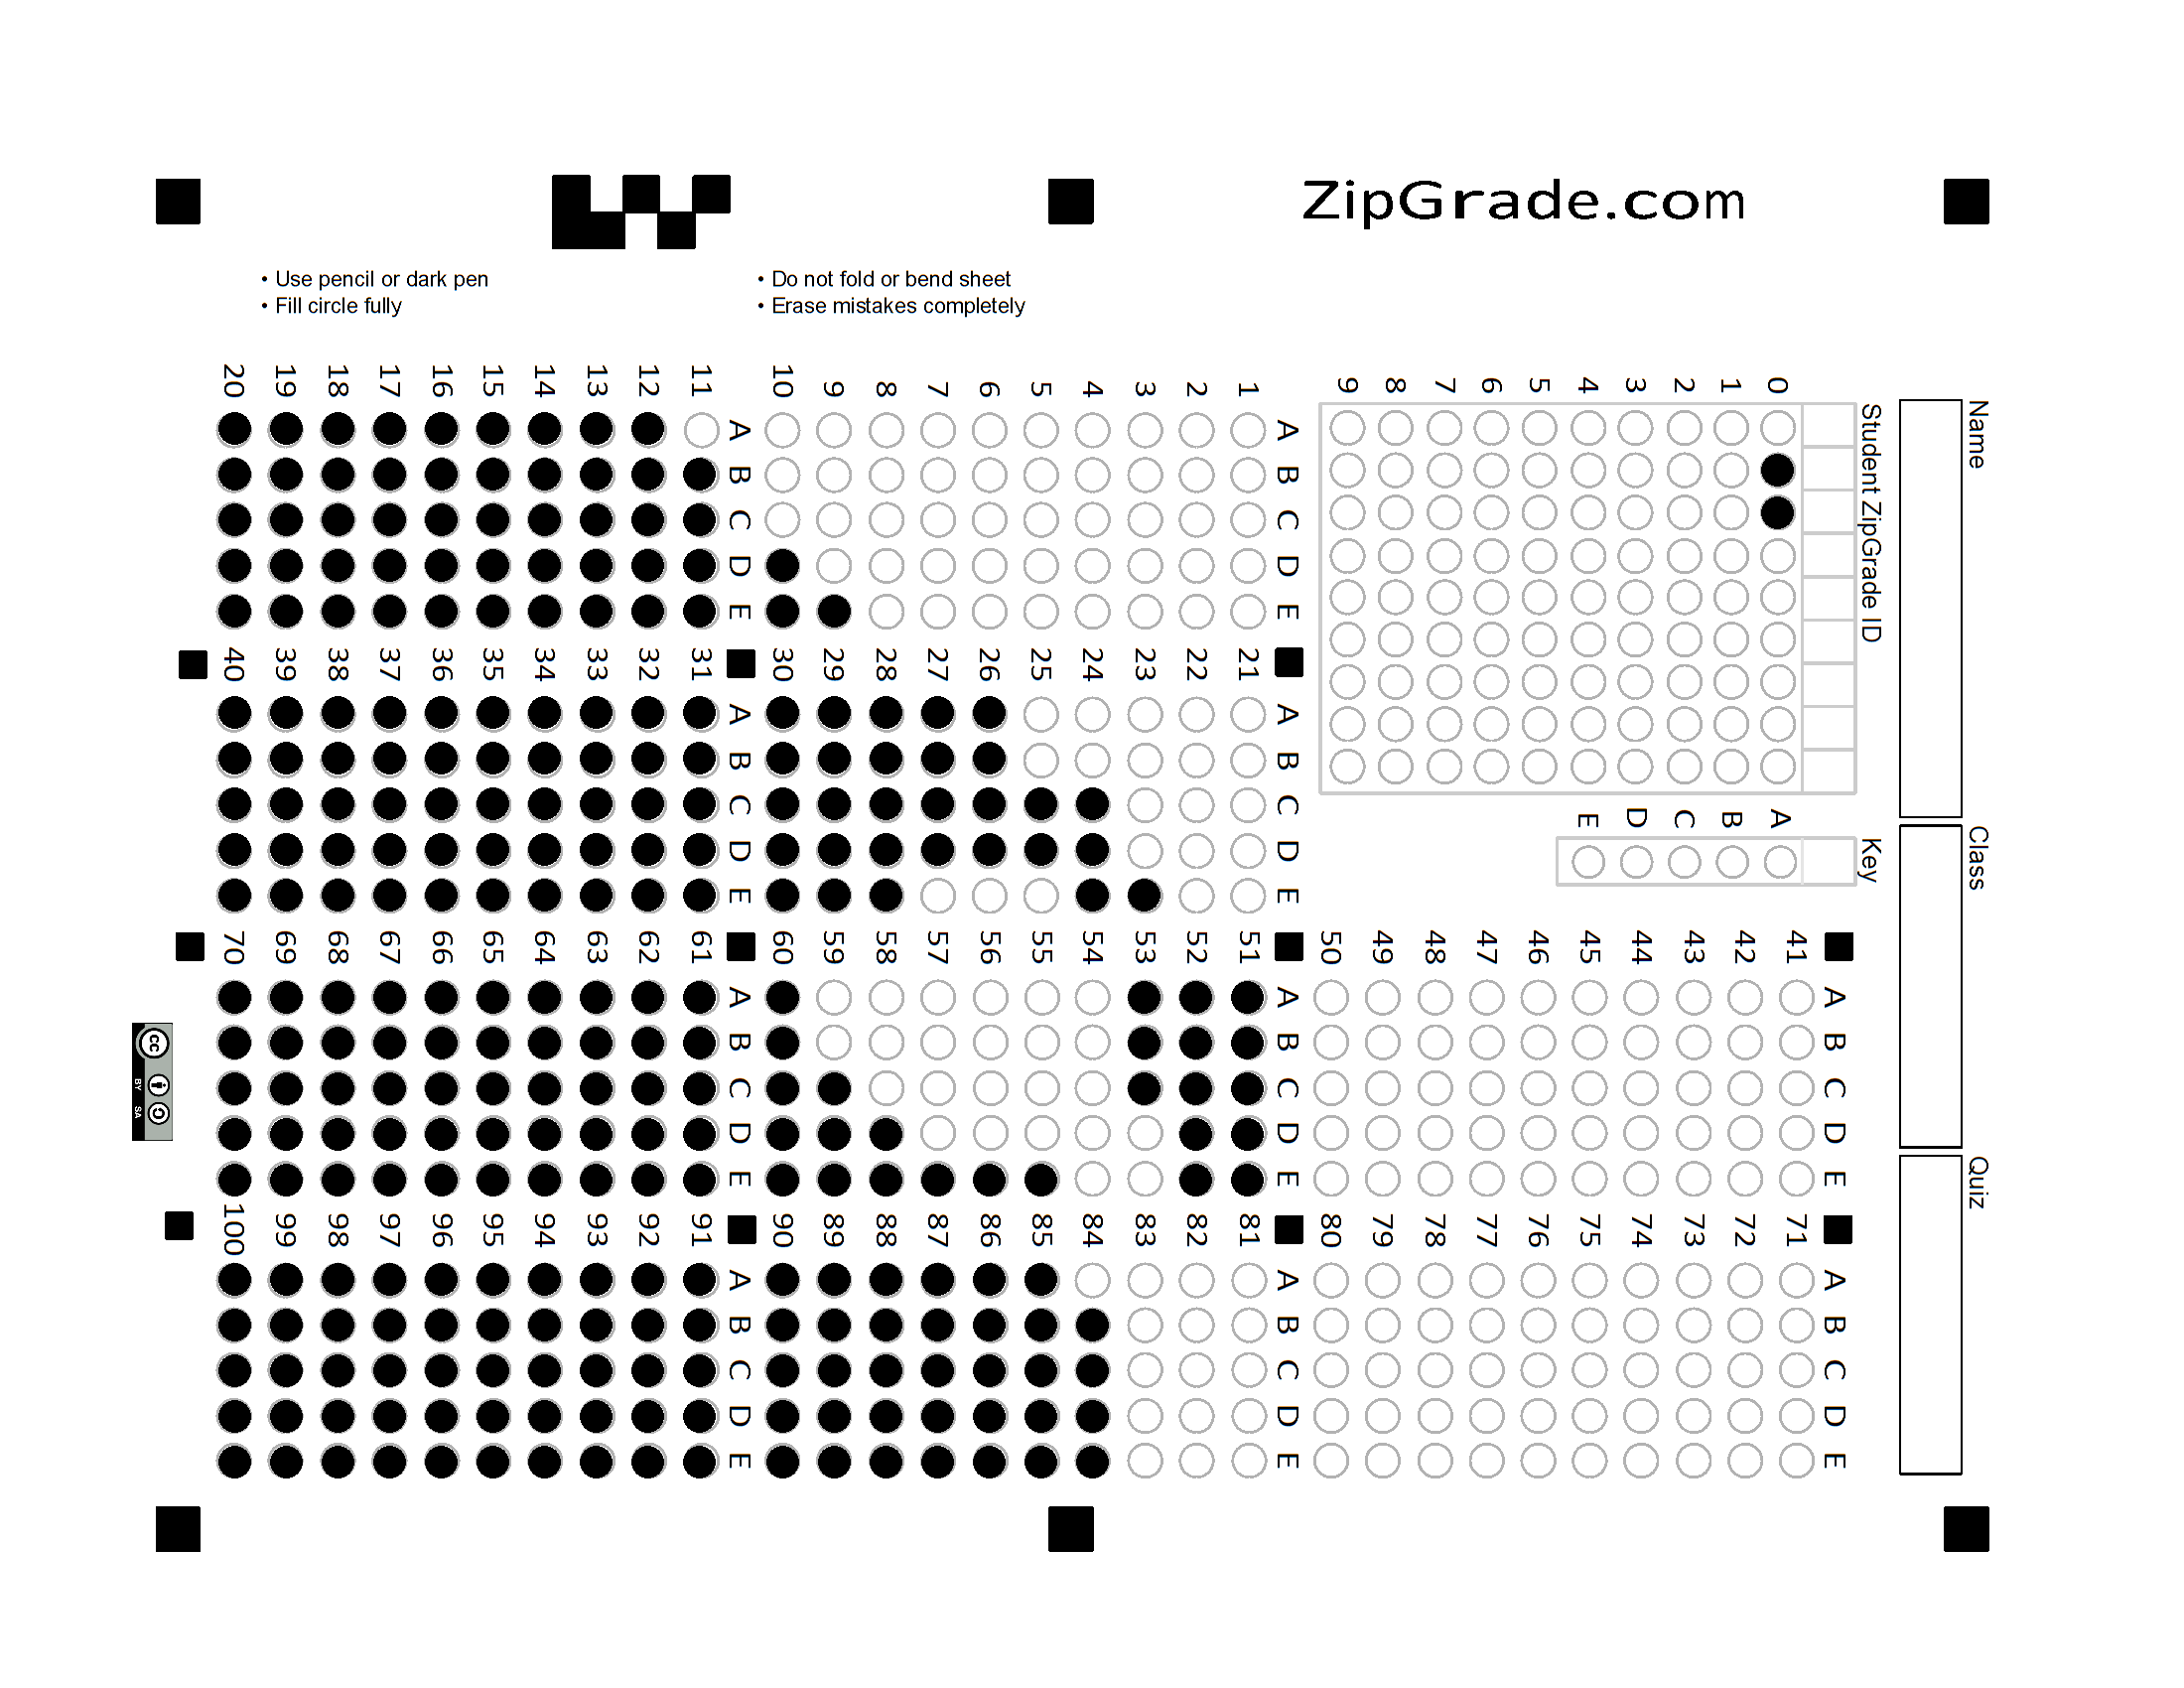 ZipGrade.com
• Use pencil or dark pen
• Fill circle fully
• Do not fold or bend sheet
• Erase mistakes completely
Name
Class
Quiz
Student ZipGrade ID
0 1 2 3 4 5 6 7 8 9
Key
A B C D E
A B C D E
1 2 3 4 5 6 7 8 9 10
A B C D E
11 12 13 14 15 16 17 18 19 20
A B C D E
21 22 23 24 25 26 27 28 29 30
A B C D E
31 32 33 34 35 36 37 38 39 40
A B C D E
41 42 43 44 45 46 47 48 49 50
A B C D E
51 52 53 54 55 56 57 58 59 60
A B C D E
61 62 63 64 65 66 67 68 69 70
A B C D E
71 72 73 74 75 76 77 78 79 80
A B C D E
81 82 83 84 85 86 87 88 89 90
A B C D E
91 92 93 94 95 96 97 98 99 100
cc
BY SA